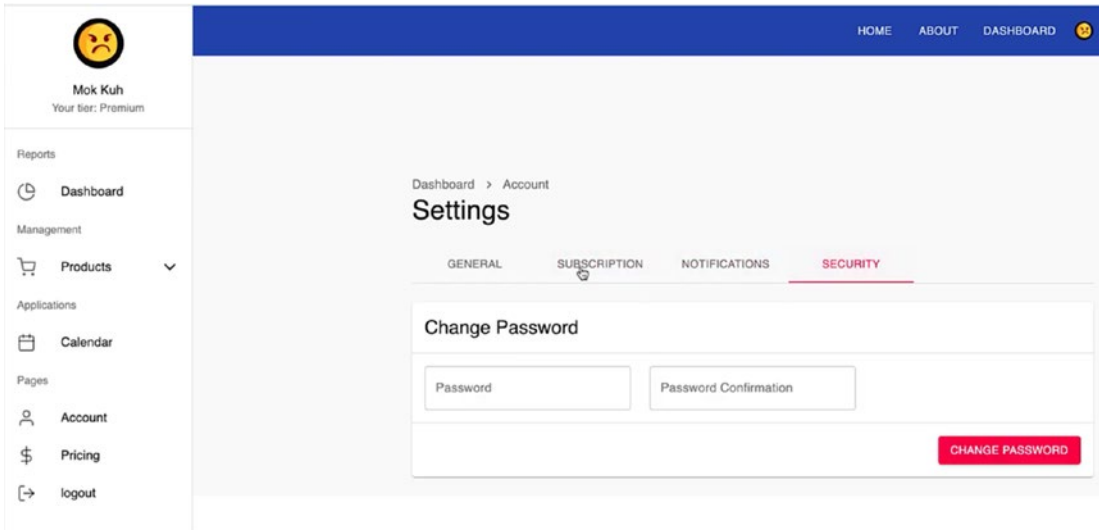 HOME ABOUT DASHBOARD
Mok Kuh
Your tier: Premium
Reports
Dashboard
Management
Products
Applications
Calendar
Pages
Account
Pricing
logout
Dashboard > Account
Settings
GENERAL SUBSCRIPTION NOTIFICATIONS SECURITY
Change Password
Password Password Confirmation
CHANGE PASSWORD